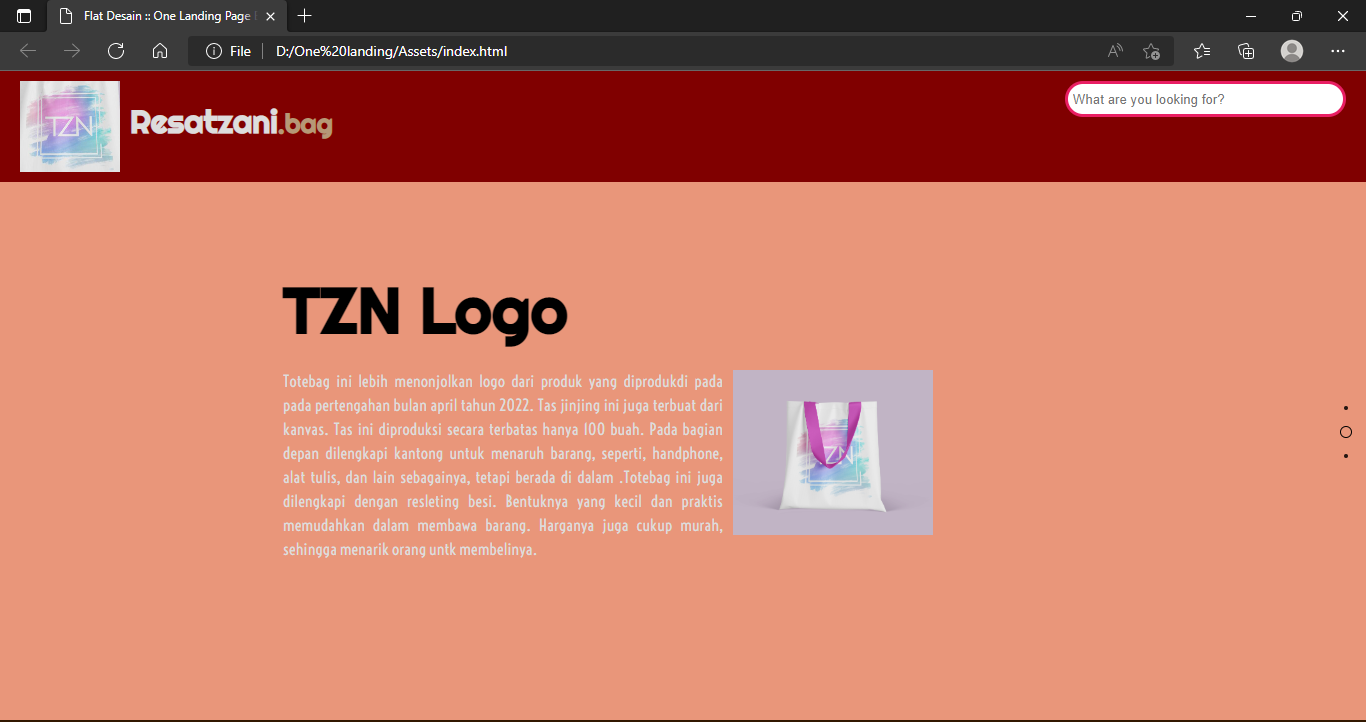 Flat Desain :: One Landing Page
File
D:/One%20landing/Assets/index.html
TZN
Resatzani.bag
What are you looking for?
TZN Logo
Totebag ini lebih menonjolkan logo dari produk yang diprodukdi pada
pada pertengahan bulan april tahun 2022. Tas jinjing ini juga terbuat dari
kanvas. Tas ini diproduksi secara terbatas hanya 100 buah. Pada bagian
depan dilengkapi kantong untuk menaruh barang, seperti, handphone,
alat tulis, dan lain sebagainya, tetapi berada di dalam .Totebag ini juga
dilengkapi dengan resleting besi. Bentuknya yang kecil dan praktis
memudahkan dalam membawa barang. Harganya juga cukup murah,
sehingga menarik orang untk membelinya.
ZN